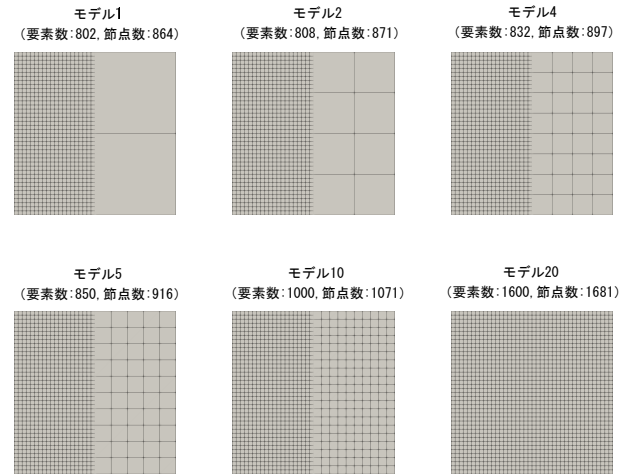 モデル1
(要素数:802, 節点数:864)
モデル2
(要素数:808, 節点数:871)
モデル4
(要素数:832, 節点数:897)
モデル5
(要素数:850, 節点数:916)
モデル10
(要素数:1000, 節点数:1071)
モデル20
(要素数:1600, 節点数:1681)